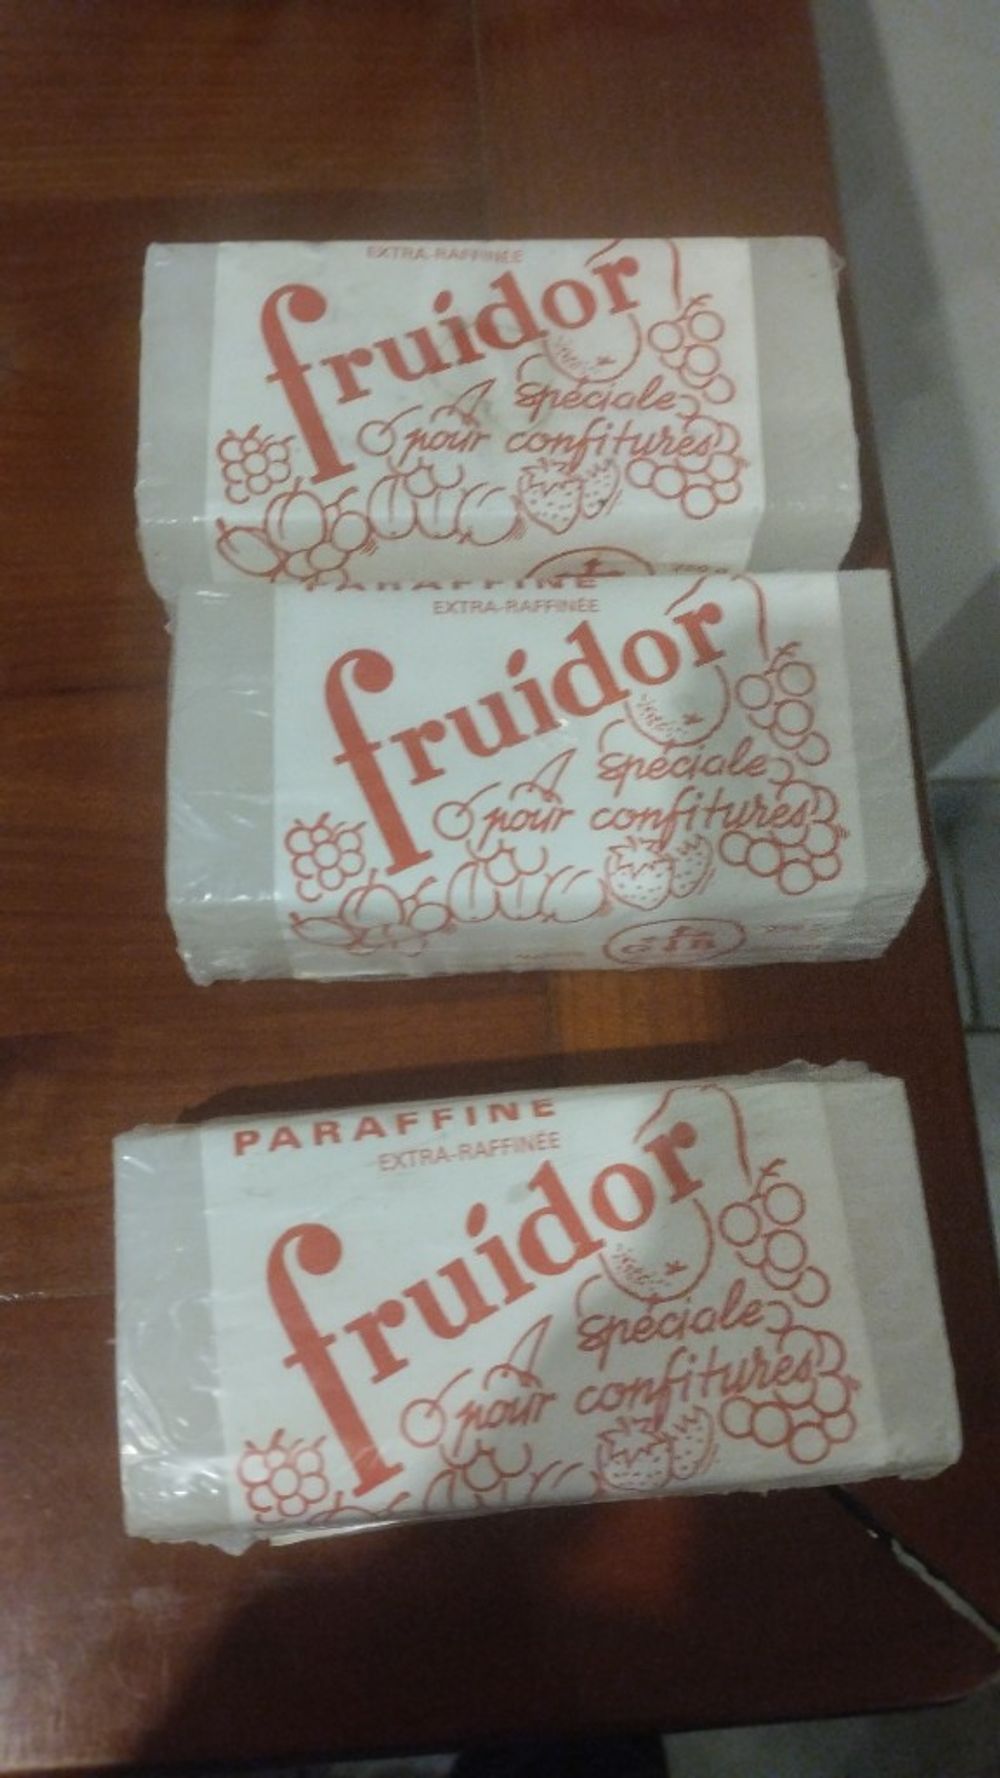 EXTRA-RAFFINÉE
fruidor
spéciale
pour confitures
PARAFFINE
EXTRA-RAFFINÉE
fruidor
spéciale
pour confitures
PARAFFINE
EXTRA-RAFFINÉE
fruidor
spéciale
pour confitures